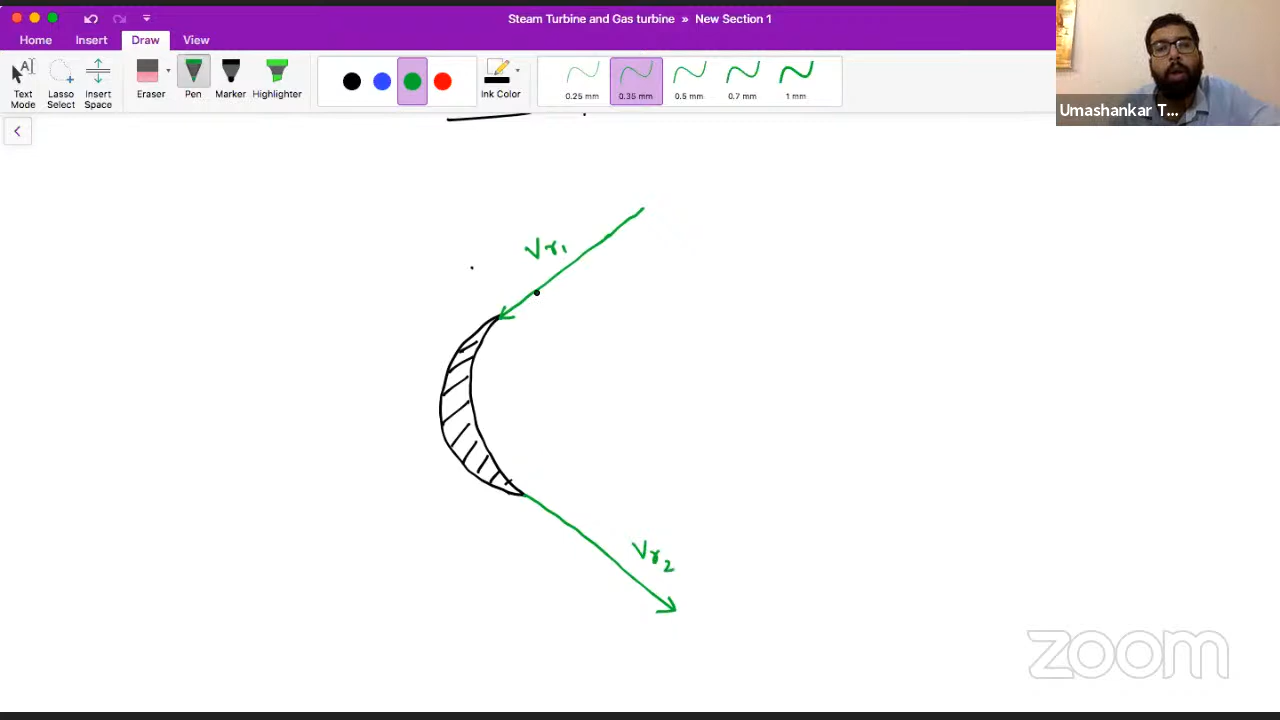 Steam Turbine and Gas turbine » New Section 1
Home Insert Draw View
Text Mode
Lasso Select
Insert Space
Eraser
Pen
Marker
Highlighter
Ink Color
0.25 mm
0.35 mm
0.5 mm
0.7 mm
1 mm
Umashankar T...
Vr1
Vr2
zoom